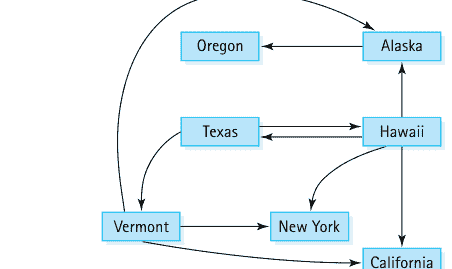 Oregon
Alaska
Texas
Hawaii
Vermont
New York
California